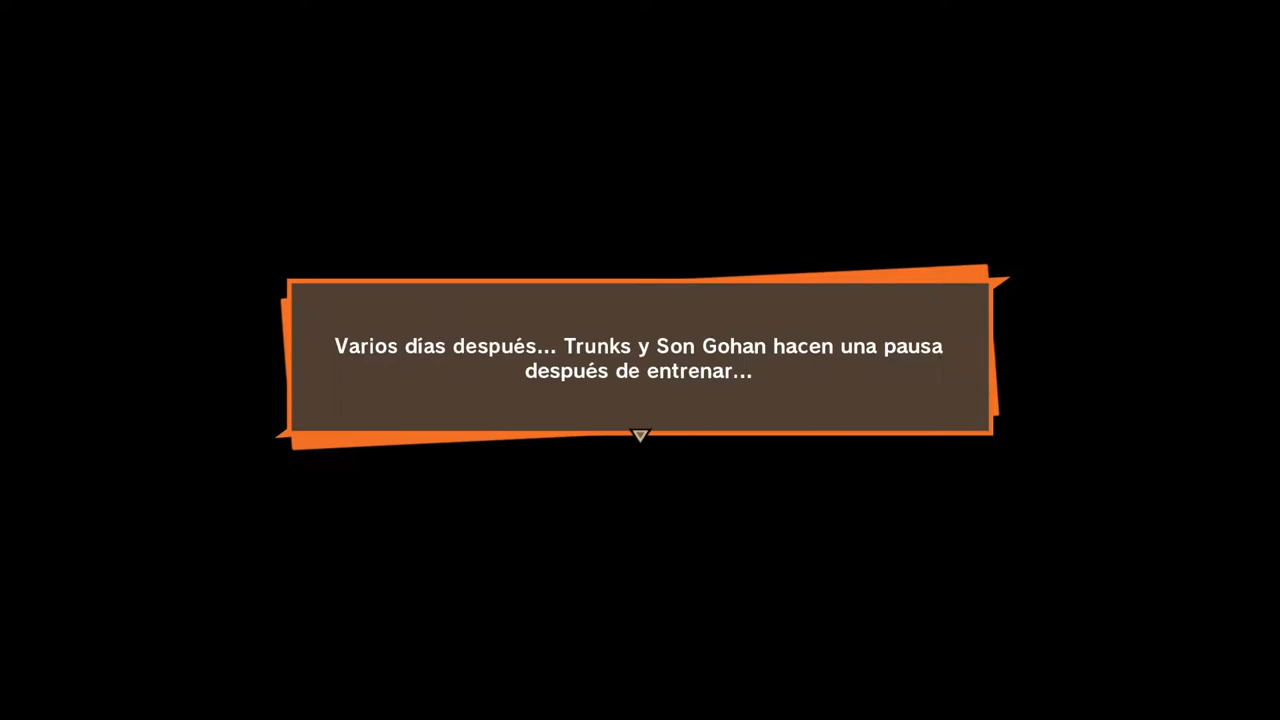 Varios días después... Trunks y Son Gohan hacen una pausa
después de entrenar...